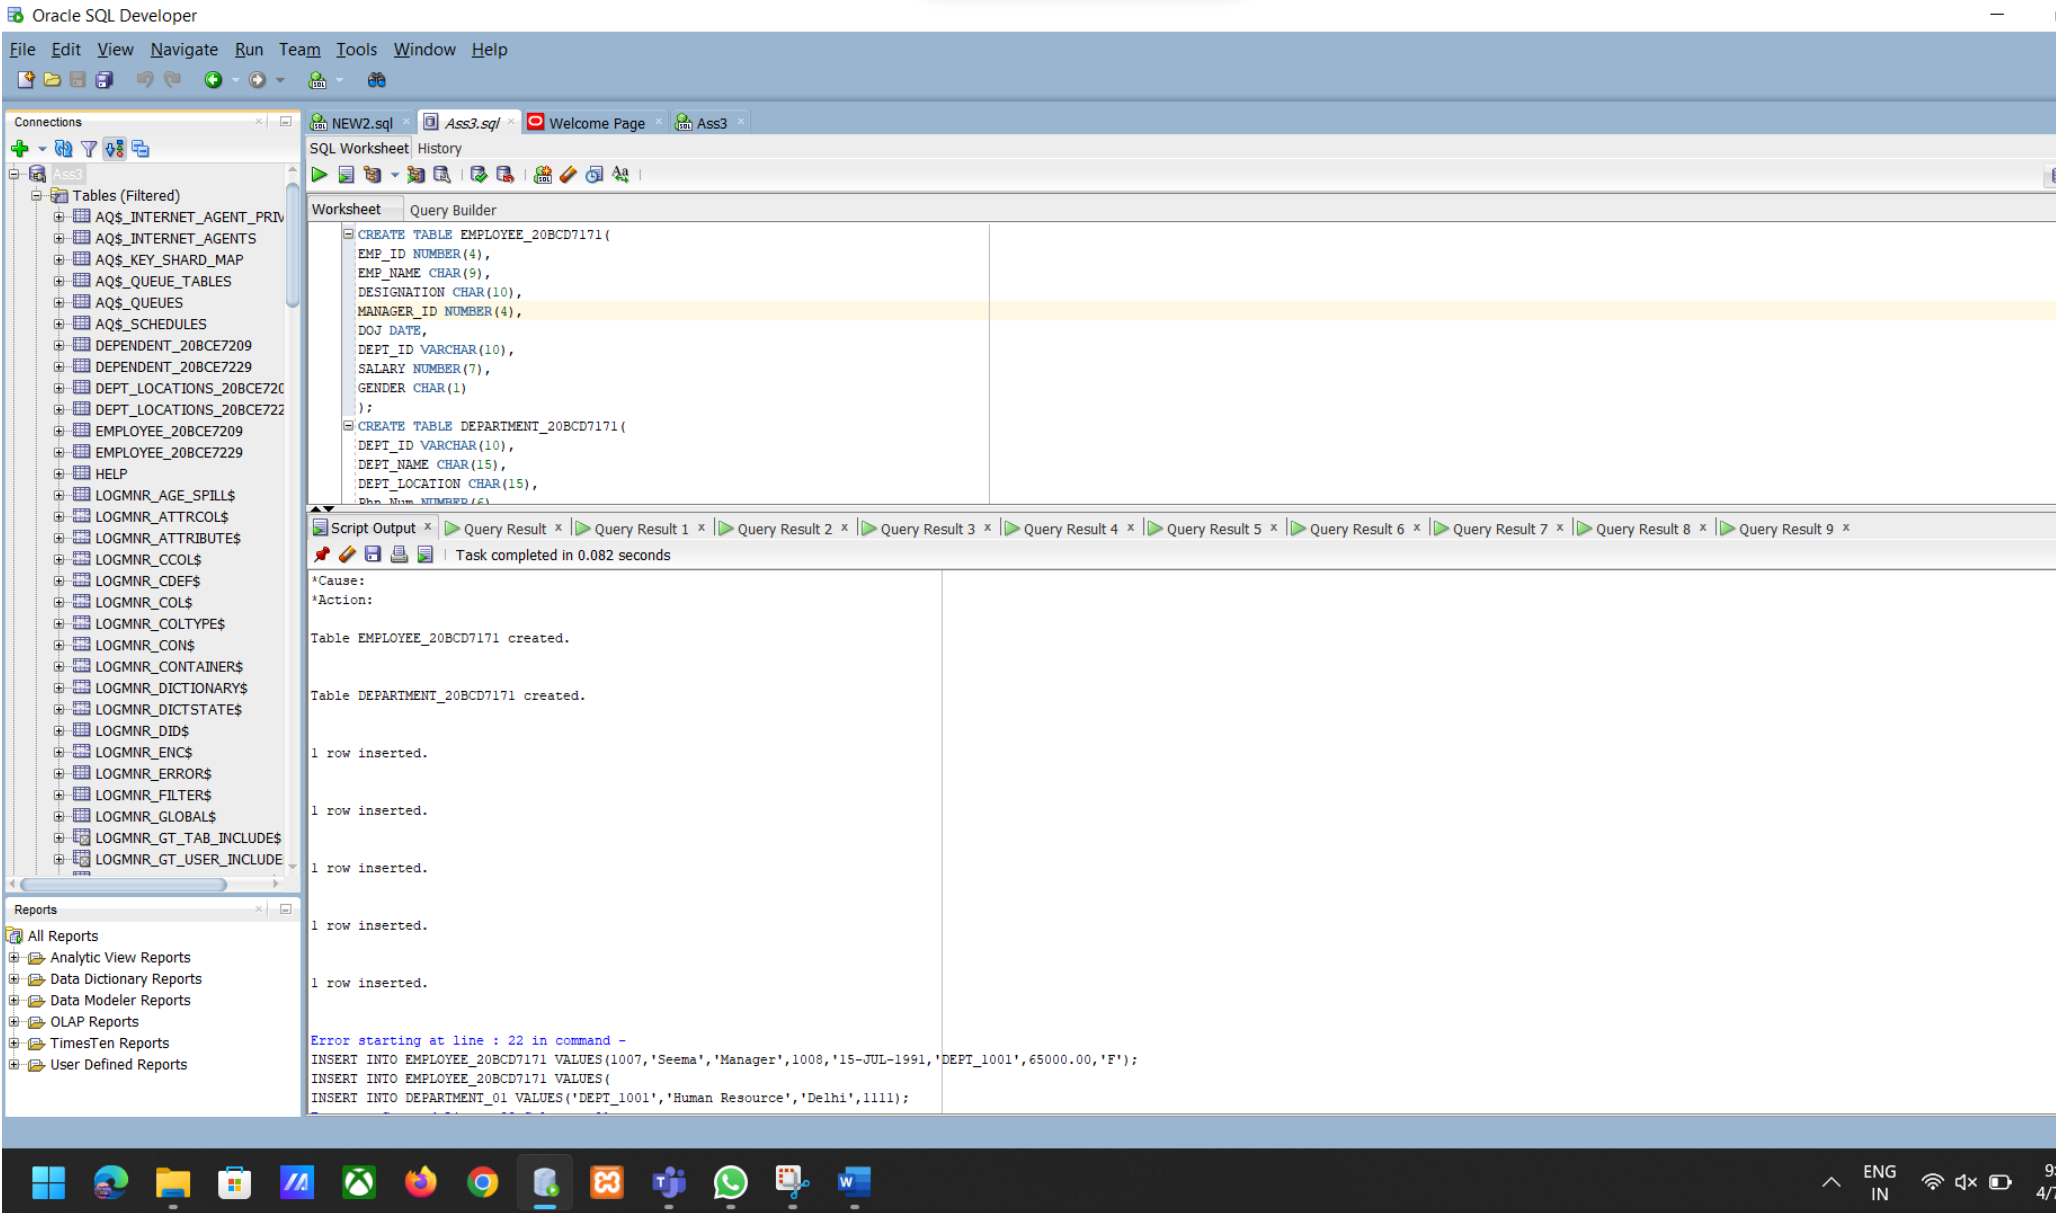 Oracle SQL Developer
File Edit View Navigate Run Team Tools Window Help
Connections
Ass3
Tables (Filtered)
AQ$_INTERNET_AGENT_PRIV
AQ$_INTERNET_AGENTS
AQ$_KEY_SHARD_MAP
AQ$_QUEUE_TABLES
AQ$_QUEUES
AQ$_SCHEDULES
DEPENDENT_20BCE7209
DEPENDENT_20BCE7229
DEPT_LOCATIONS_20BCE720
DEPT_LOCATIONS_20BCE722
EMPLOYEE_20BCE7209
EMPLOYEE_20BCE7229
HELP
LOGMNR_AGE_SPILL$
LOGMNR_ATTRCOL$
LOGMNR_ATTRIBUTE$
LOGMNR_CCOL$
LOGMNR_CDEF$
LOGMNR_COL$
LOGMNR_COLTYPE$
LOGMNR_CON$
LOGMNR_CONTAINER$
LOGMNR_DICTIONARY$
LOGMNR_DICTSTATE$
LOGMNR_DID$
LOGMNR_ENC$
LOGMNR_ERROR$
LOGMNR_FILTER$
LOGMNR_GLOBAL$
LOGMNR_GT_TAB_INCLUDE$
LOGMNR_GT_USER_INCLUDE
Reports
All Reports
Analytic View Reports
Data Dictionary Reports
Data Modeler Reports
OLAP Reports
TimesTen Reports
User Defined Reports
NEW2.sql Ass3.sql Welcome Page Ass3
SQL Worksheet History
Worksheet Query Builder
CREATE TABLE EMPLOYEE_20BCD7171(
EMP_ID NUMBER(4),
EMP_NAME CHAR(9),
DESIGNATION CHAR(10),
MANAGER_ID NUMBER(4),
DOJ DATE,
DEPT_ID VARCHAR(10),
SALARY NUMBER(7),
GENDER CHAR(1)
);
CREATE TABLE DEPARTMENT_20BCD7171(
DEPT_ID VARCHAR(10),
DEPT_NAME CHAR(15),
DEPT_LOCATION CHAR(15),
Phn_Num NUMBER(6)
Script Output Query Result Query Result 1 Query Result 2 Query Result 3 Query Result 4 Query Result 5 Query Result 6 Query Result 7 Query Result 8 Query Result 9
Task completed in 0.082 seconds
*Cause:
*Action:
Table EMPLOYEE_20BCD7171 created.
Table DEPARTMENT_20BCD7171 created.
1 row inserted.
1 row inserted.
1 row inserted.
1 row inserted.
1 row inserted.
Error starting at line : 22 in command -
INSERT INTO EMPLOYEE_20BCD7171 VALUES(1007,'Seema','Manager',1008,'15-JUL-1991,'DEPT_1001',65000.00,'F');
INSERT INTO EMPLOYEE_20BCD7171 VALUES(
INSERT INTO DEPARTMENT_01 VALUES('DEPT_1001','Human Resource','Delhi',1111);
ENG
IN
9:
4/7